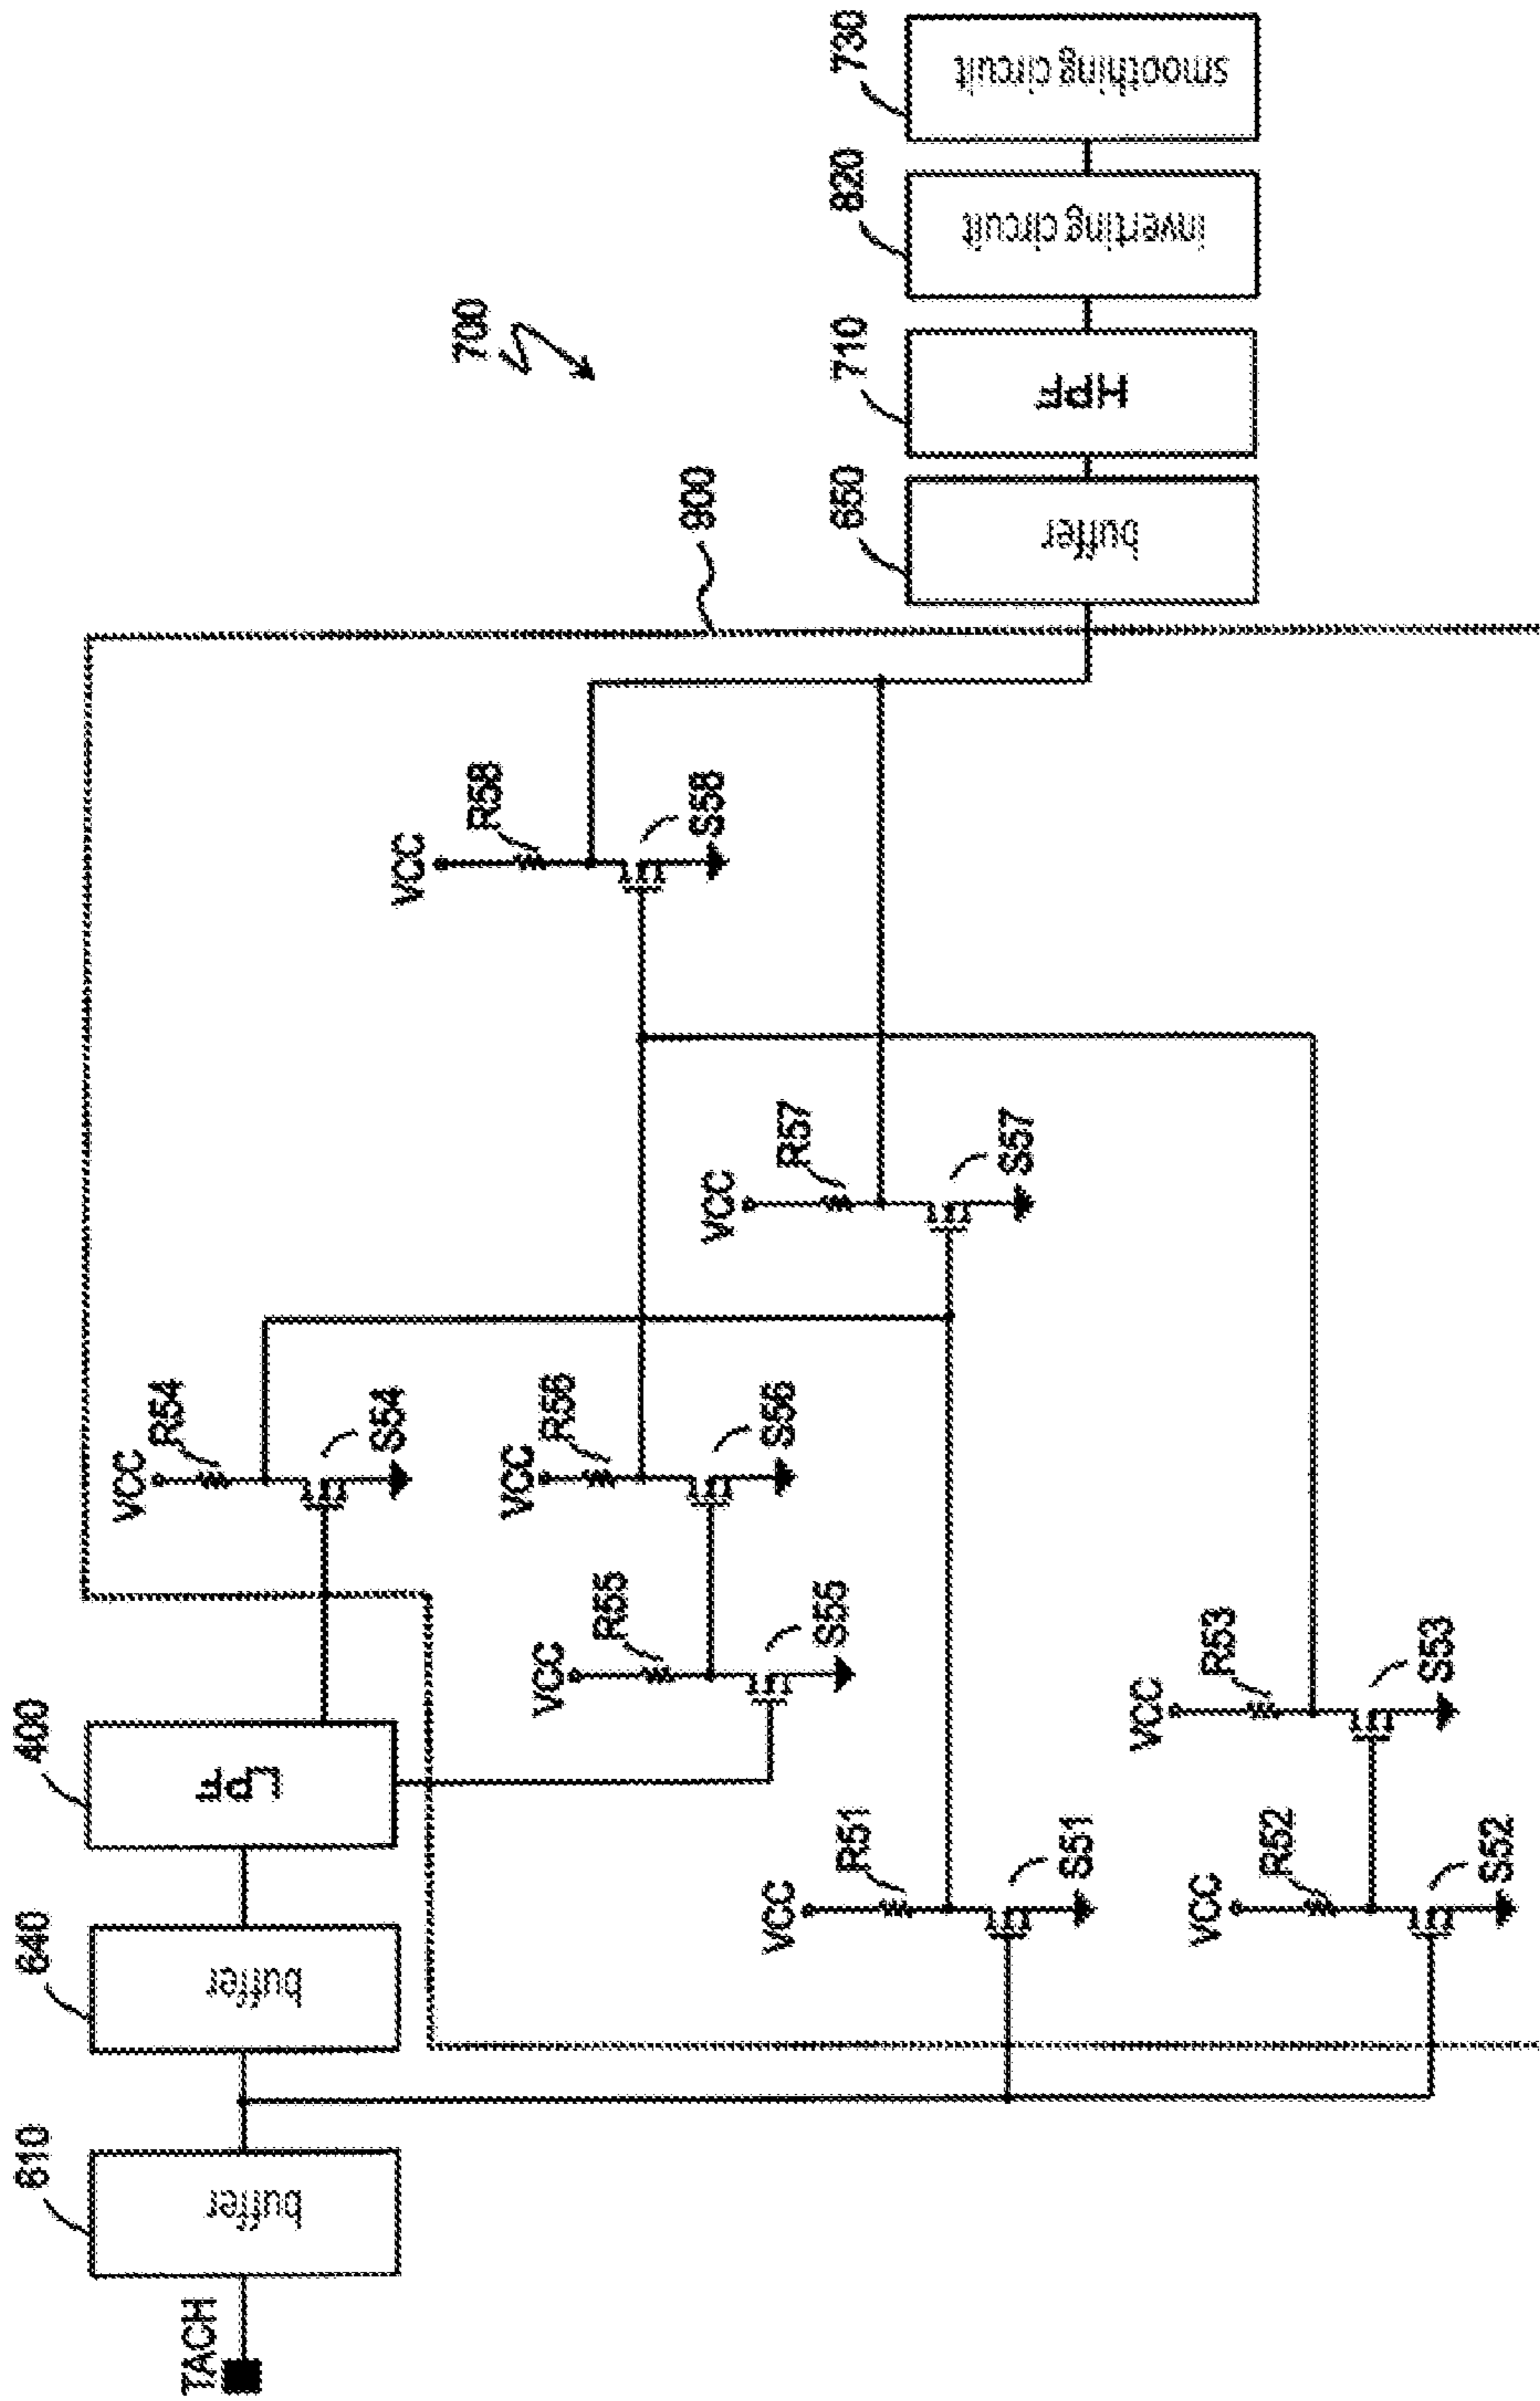 TACH
610
buffer
640
buffer
400
LPF
VCC
R54
S54
VCC
R55
S55
VCC
R56
S56
VCC
R51
S51
VCC
R52
S52
VCC
R53
S53
VCC
R57
S57
VCC
R58
S58
900
700
650
buffer
710
HPF
820
inverting circuit
730
smoothing circuit